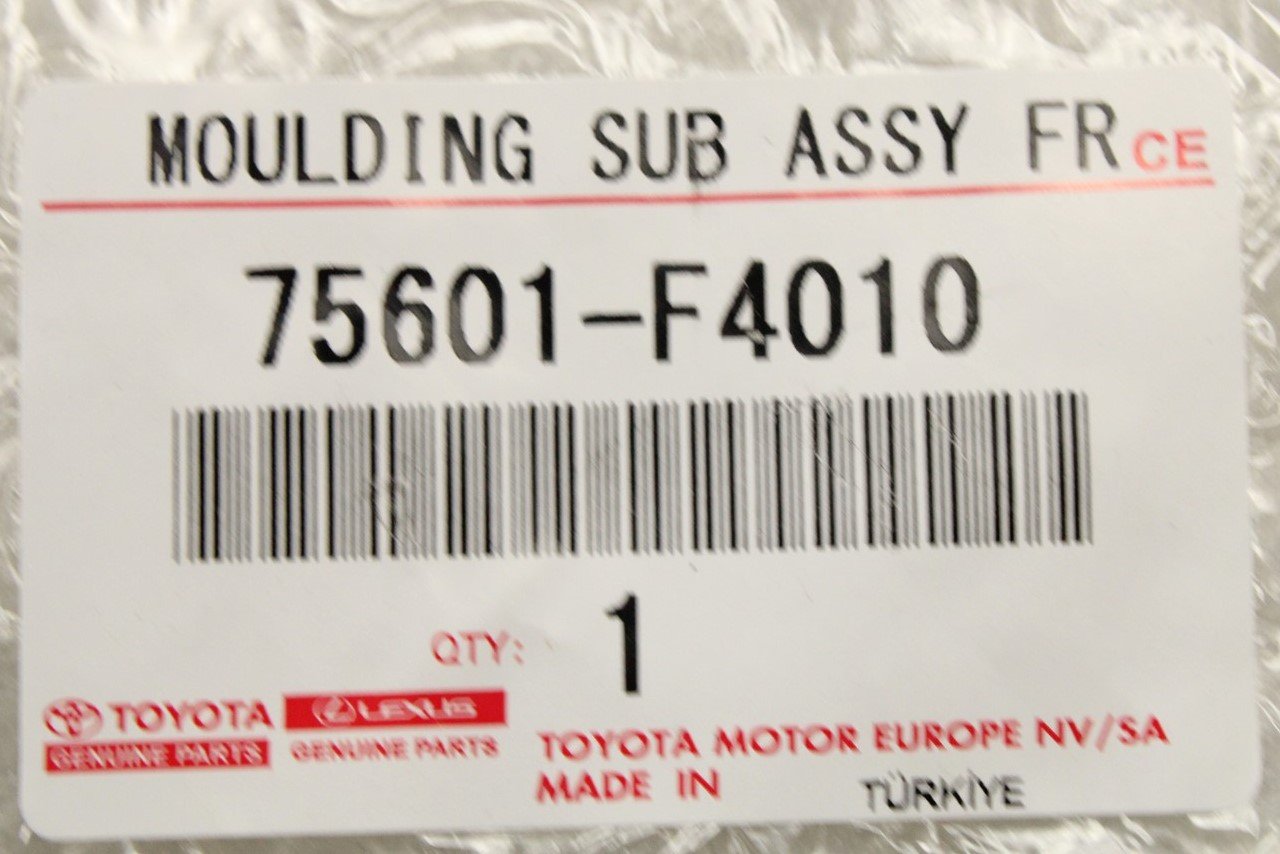 MOULDING SUB ASSY FR CE
75601-F4010
QTY: 1
TOYOTA
GENUINE PARTS
LEXUS
GENUINE PARTS
TOYOTA MOTOR EUROPE NV/SA
MADE IN TÜRKİYE